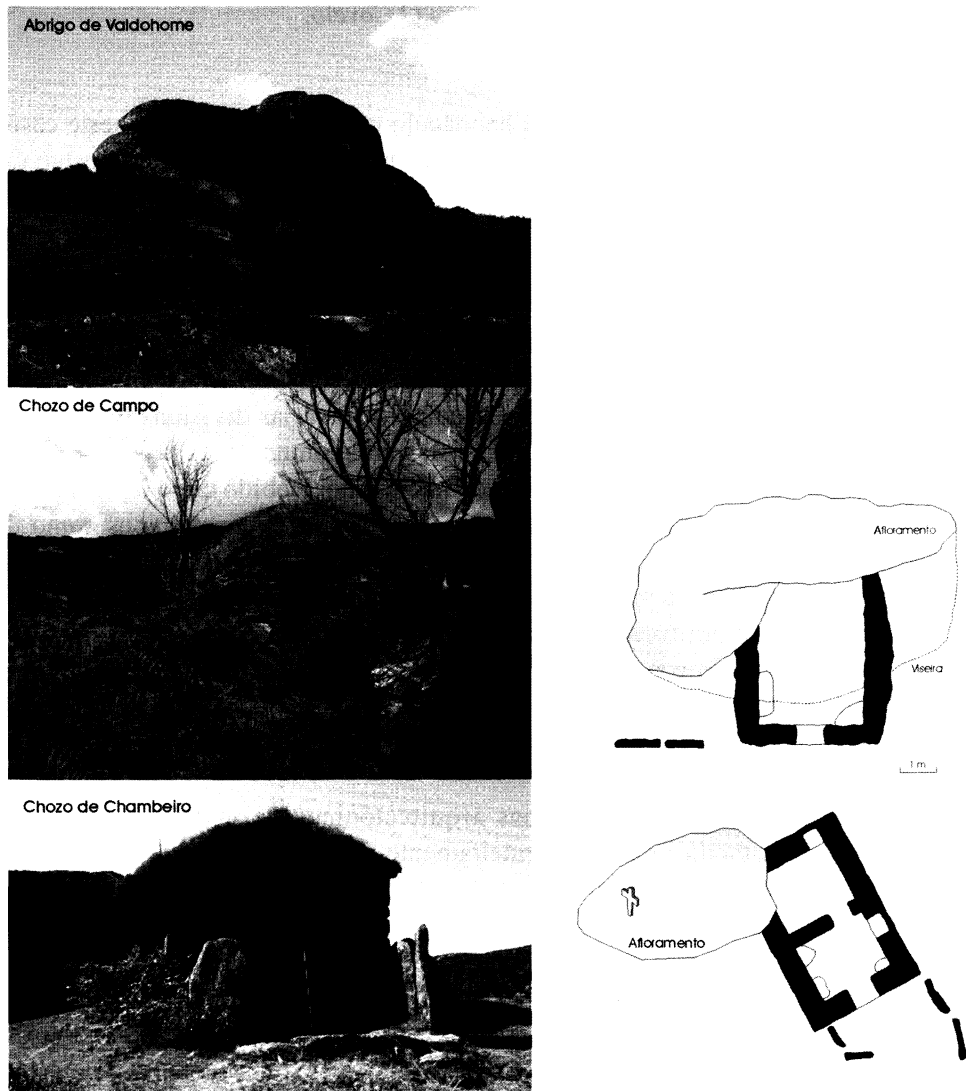 Abrigo de Valdohome
Chozo de Campo
Afloramento
Viseira
1 m
Chozo de Chambeiro
Afloramento